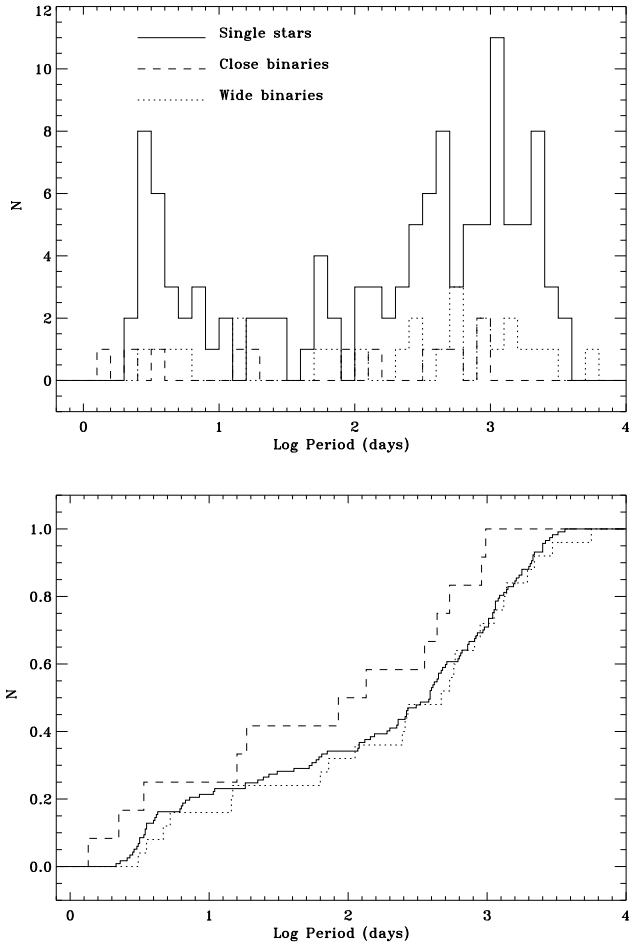 12
10
8
6
4
2
0
N
Single stars
Close binaries
Wide binaries
0 1 2 3 4
Log Period (days)
1.0
0.8
0.6
0.4
0.2
0.0
N
0 1 2 3 4
Log Period (days)